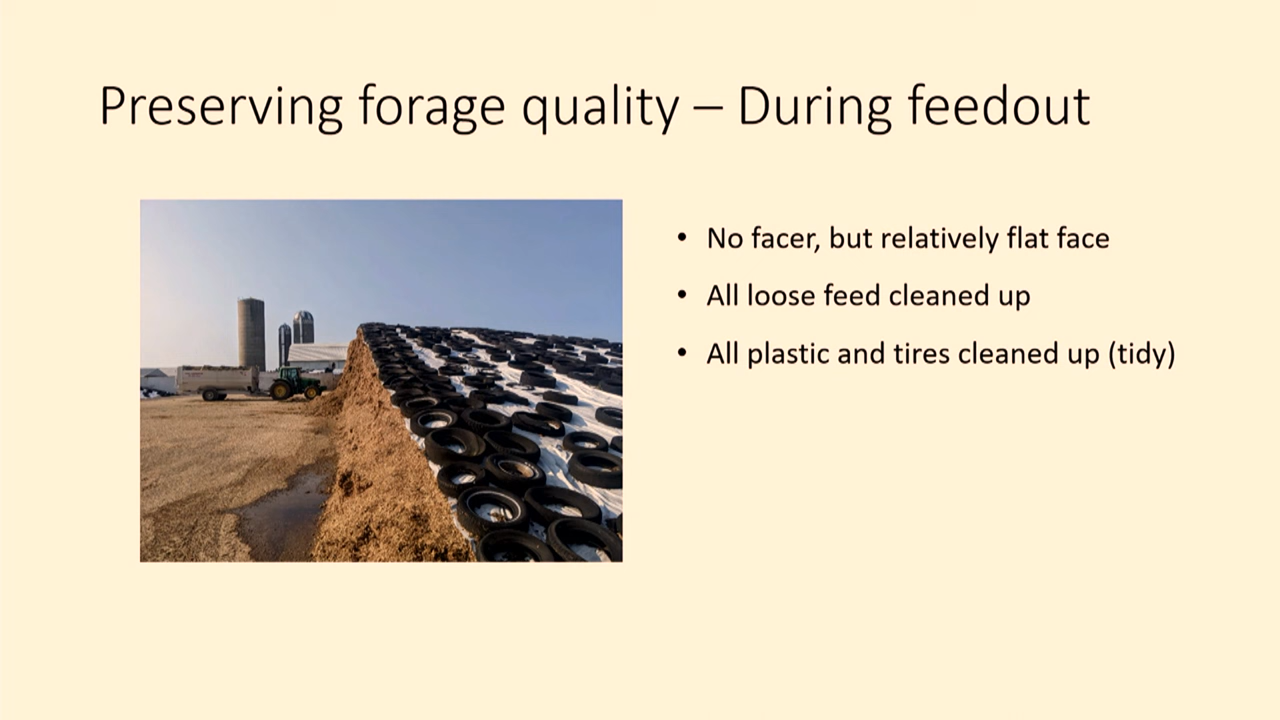 Preserving forage quality – During feedout
• No facer, but relatively flat face
• All loose feed cleaned up
• All plastic and tires cleaned up (tidy)